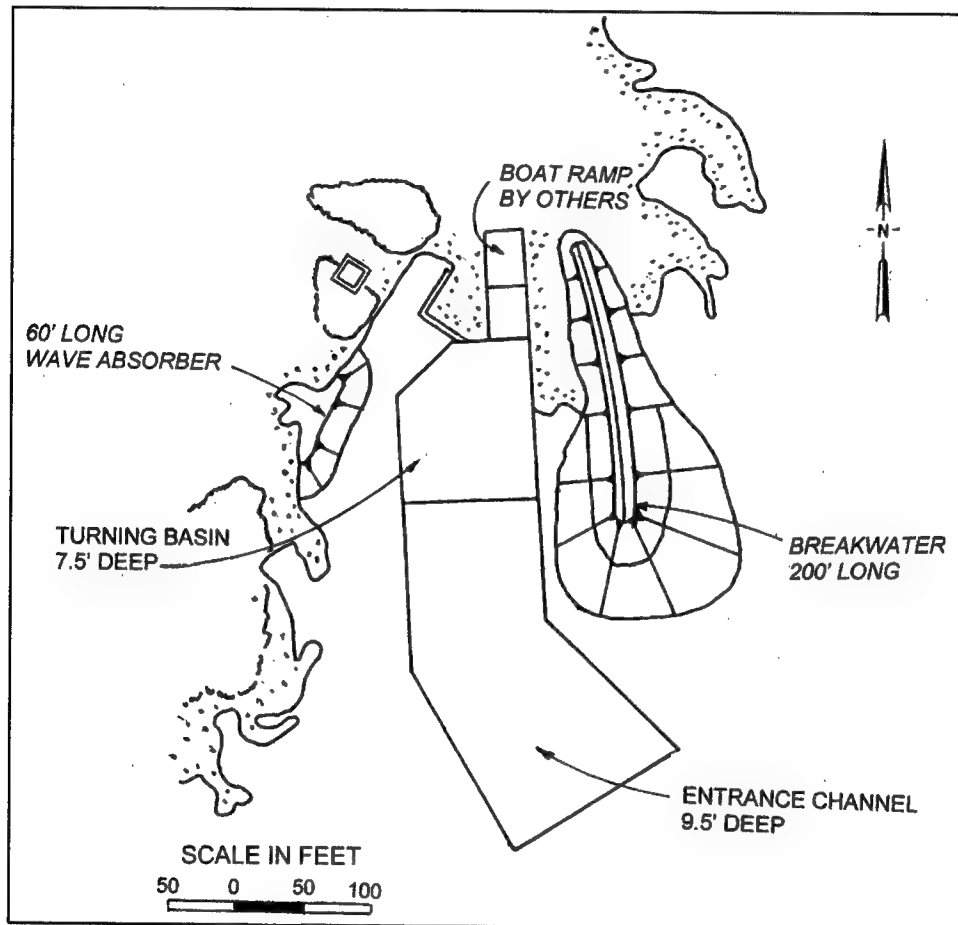 BOAT RAMP
BY OTHERS
N
60' LONG
WAVE ABSORBER
TURNING BASIN
7.5' DEEP
BREAKWATER
200' LONG
ENTRANCE CHANNEL
9.5' DEEP
SCALE IN FEET
50 0 50 100